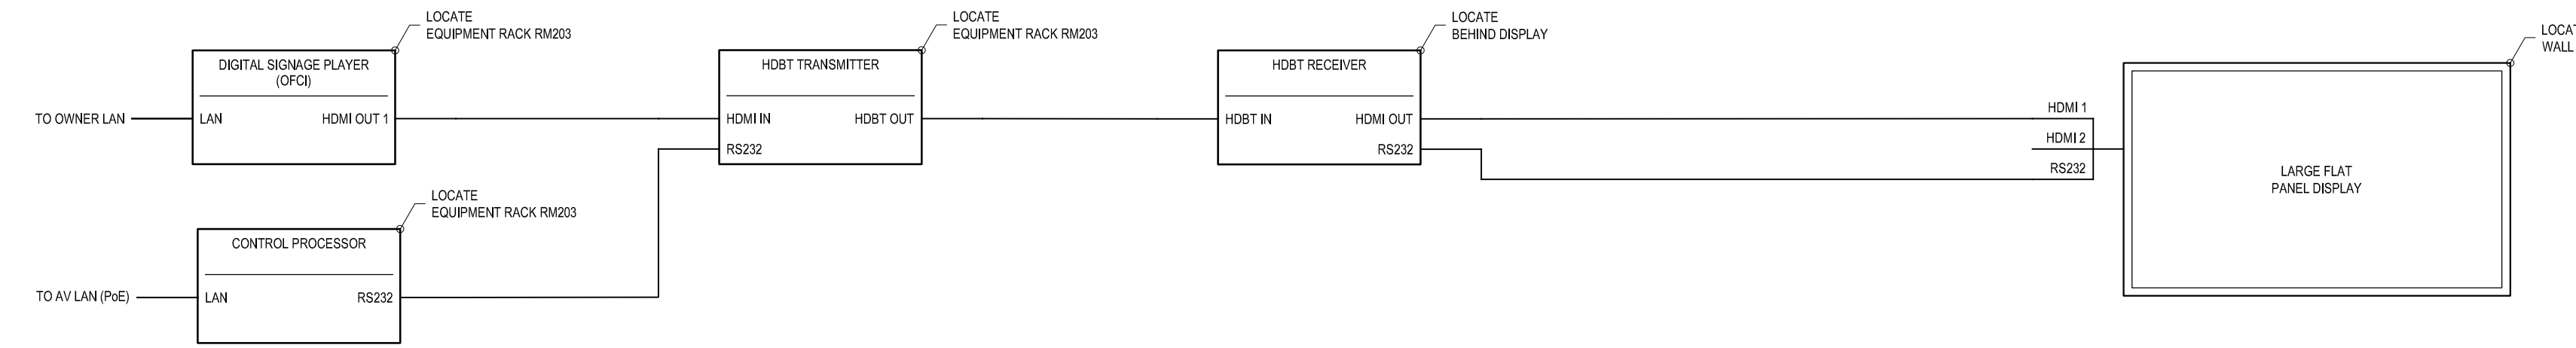 LOCATE
EQUIPMENT RACK RM203
LOCATE
EQUIPMENT RACK RM203
LOCATE
BEHIND DISPLAY
WALL
DIGITAL SIGNAGE PLAYER
(OFCI)
TO OWNER LAN
LAN
HDMI OUT 1
HDBT TRANSMITTER
HDMI IN
HDBT OUT
RS232
HDBT RECEIVER
HDBT IN
HDMI OUT
RS232
HDMI 1
HDMI 2
RS232
LARGE FLAT
PANEL DISPLAY
LOCATE
EQUIPMENT RACK RM203
CONTROL PROCESSOR
TO AV LAN (PoE)
LAN
RS232